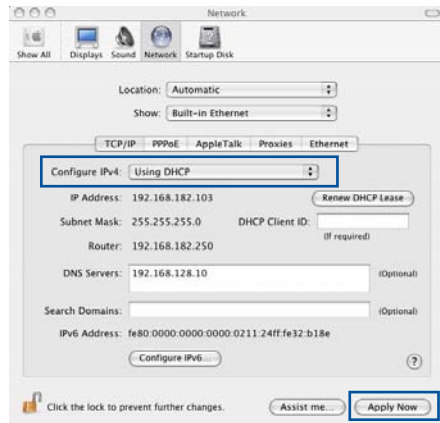 Network
Show All Displays Sound Network Startup Disk
Location: Automatic
Show: Built-in Ethernet
TCP/IP PPPoE AppleTalk Proxies Ethernet
Configure IPv4: Using DHCP
IP Address: 192.168.182.103 Renew DHCP Lease
Subnet Mask: 255.255.255.0 DHCP Client ID:
(If required)
Router: 192.168.182.250
DNS Servers: 192.168.128.10 (Optional)
Search Domains: (Optional)
IPv6 Address: fe80:0000:0000:0000:0211:24ff:fe32:b18e
Configure IPv6... ?
Click the lock to prevent further changes. Assist me... Apply Now